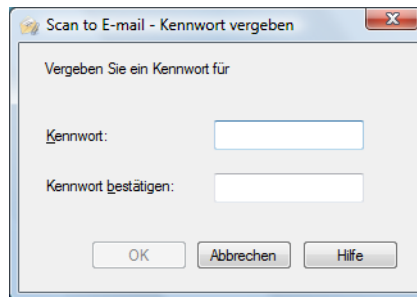 Scan to E-mail - Kennwort vergeben
Vergeben Sie ein Kennwort für
Kennwort:
Kennwort bestätigen:
OK Abbrechen Hilfe